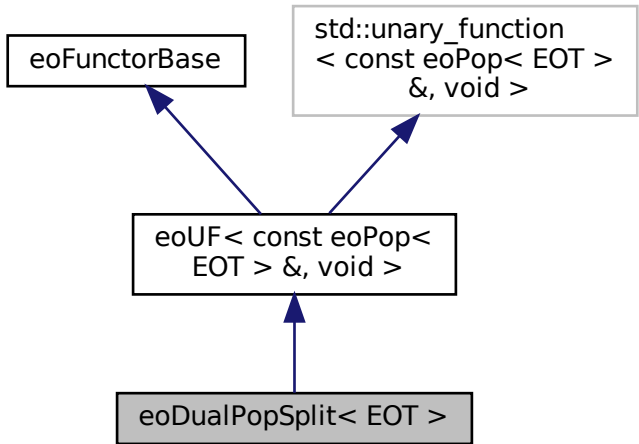 eoFunctorBase
std::unary_function
< const eoPop< EOT >
&, void >
eoUF< const eoPop<
EOT > &, void >
eoDualPopSplit< EOT >